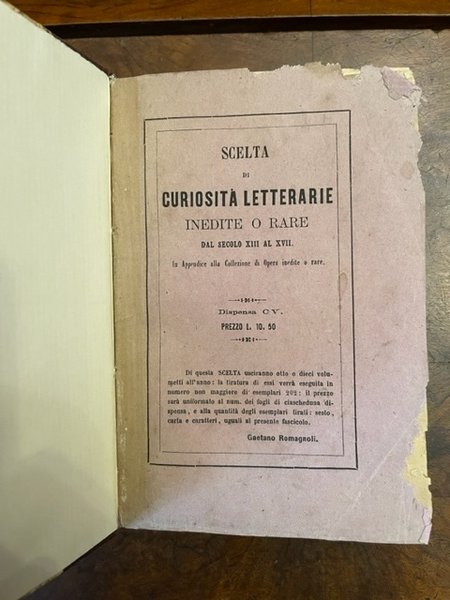 SCELTA
DI
CURIOSITÀ LETTERARIE
INEDITE O RARE
DAL SECOLO XIII AL XVII.
In Appendice alla Collezione di Opere inedite o rare.
Dispensa CV.
PREZZO L. 10. 50
Di questa SCELTA usciranno otto o dieci volu-
metti all'anno: la tiratura di essi verrà eseguita in
numero non maggiore di esemplari 202: il prezzo
sarà uniformato al num. dei fogli di ciascheduna di-
spensa, e alla quantità degli esemplari tirati: sesto,
carta e caratteri, uguali al presente fascicolo.
Gaetano Romagnoli.